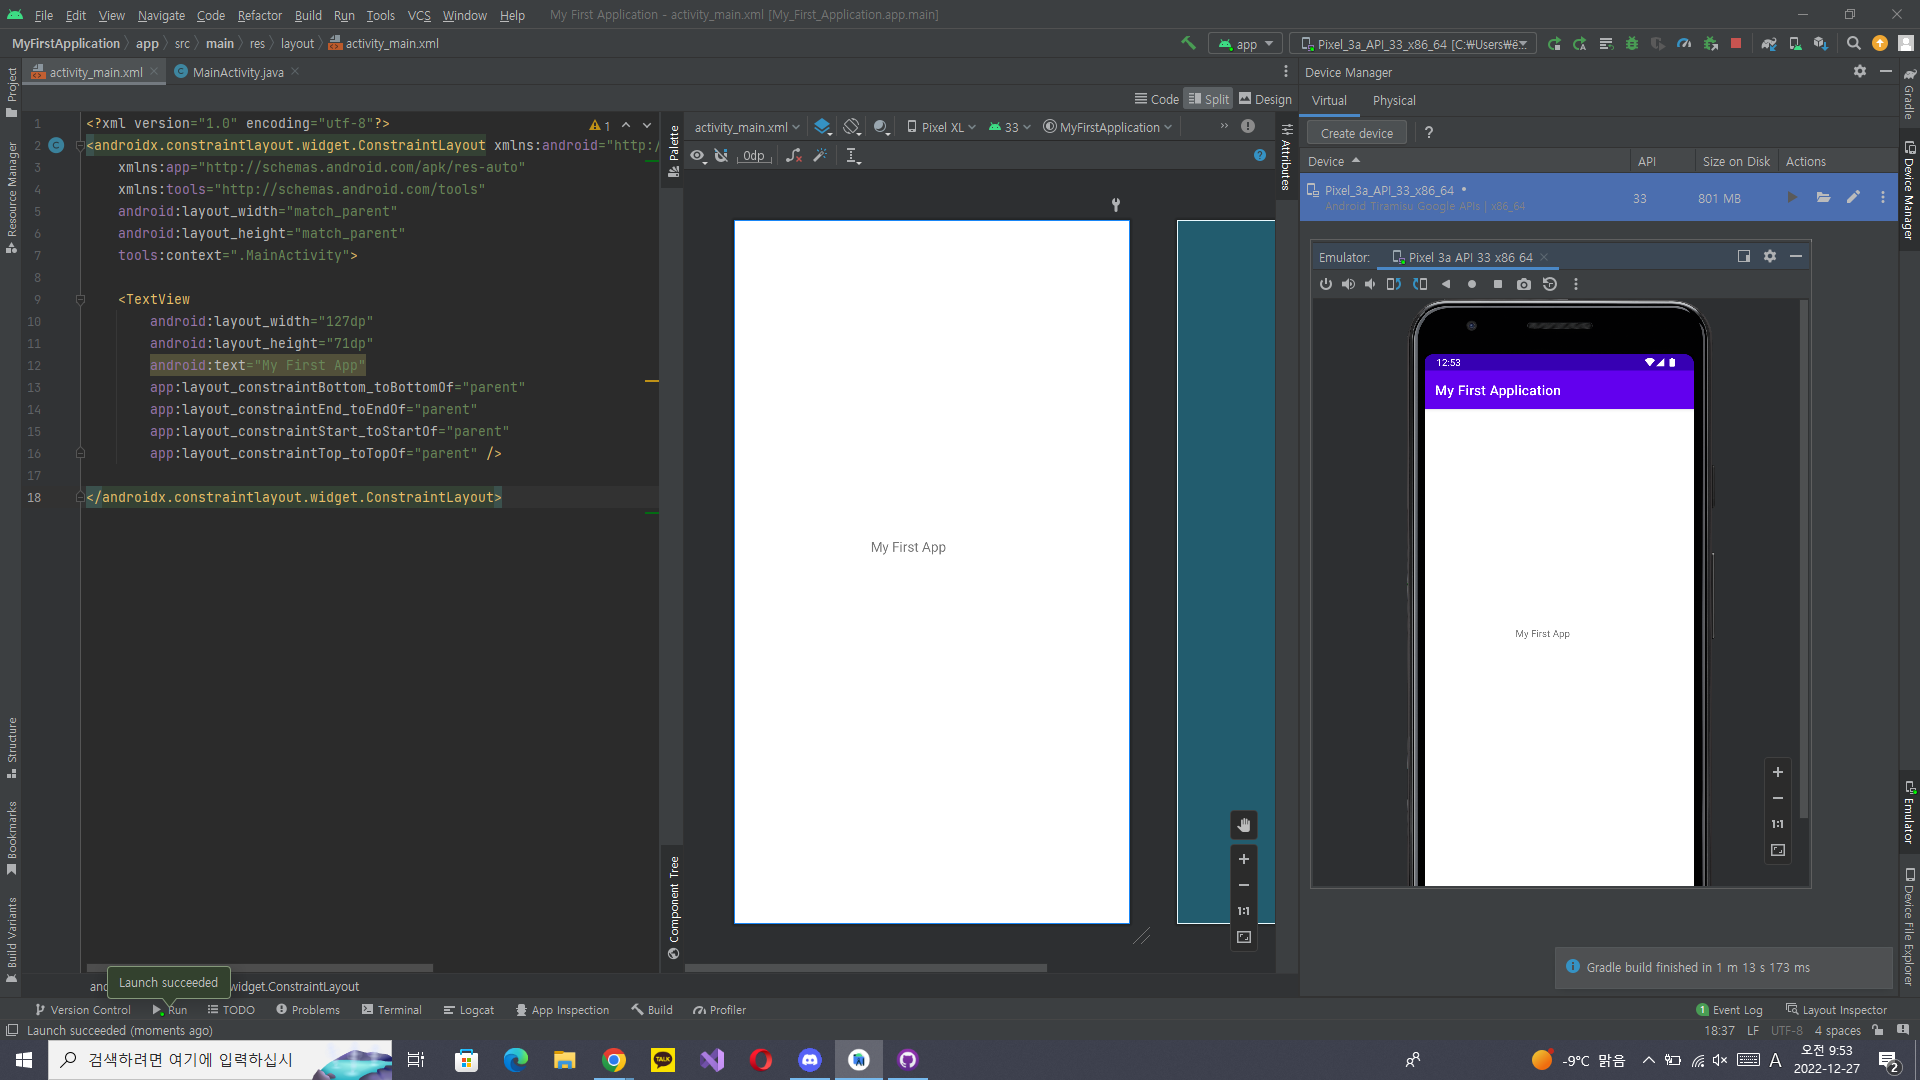 File Edit View Navigate Code Refactor Build Run Tools VCS Window Help My First Application - activity_main.xml [My_First_Application.app.main]
MyFirstApplication app src main res layout activity_main.xml
app Pixel_3a_API_33_x86_64 [C:₩Users₩
activity_main.xml MainActivity.java
Code Split Design
1 <?xml version="1.0" encoding="utf-8"?>
2 <androidx.constraintlayout.widget.ConstraintLayout xmlns:android="http:/
3 xmlns:app="http://schemas.android.com/apk/res-auto"
4 xmlns:tools="http://schemas.android.com/tools"
5 android:layout_width="match_parent"
6 android:layout_height="match_parent"
7 tools:context=".MainActivity">
8
9 <TextView
10 android:layout_width="127dp"
11 android:layout_height="71dp"
12 android:text="My First App"
13 app:layout_constraintBottom_toBottomOf="parent"
14 app:layout_constraintEnd_toEndOf="parent"
15 app:layout_constraintStart_toStartOf="parent"
16 app:layout_constraintTop_toTopOf="parent" />
17
18 </androidx.constraintlayout.widget.ConstraintLayout>
1
Project
Resource Manager
Structure
Bookmarks
Build Variants
Palette
Component Tree
activity_main.xml Pixel XL 33 MyFirstApplication
0dp
My First App
1:1
Attributes
Device Manager
Virtual Physical
Create device ?
Device API Size on Disk Actions
Pixel_3a_API_33_x86_64 33 801 MB
Android Tiramisu Google APIs | x86_64
Emulator: Pixel 3a API 33 x86 64
12:53
My First Application
My First App
1:1
Gradle
Device Manager
Emulator
Device File Explorer
Gradle build finished in 1 m 13 s 173 ms
Launch succeeded
widget.ConstraintLayout
Version Control Run TODO Problems Terminal Logcat App Inspection Build Profiler 1 Event Log Layout Inspector
Launch succeeded (moments ago) 18:37 LF UTF-8 4 spaces
검색하려면 여기에 입력하십시
TALK
-9°C 맑음 A
오전 9:53
2022-12-27
2